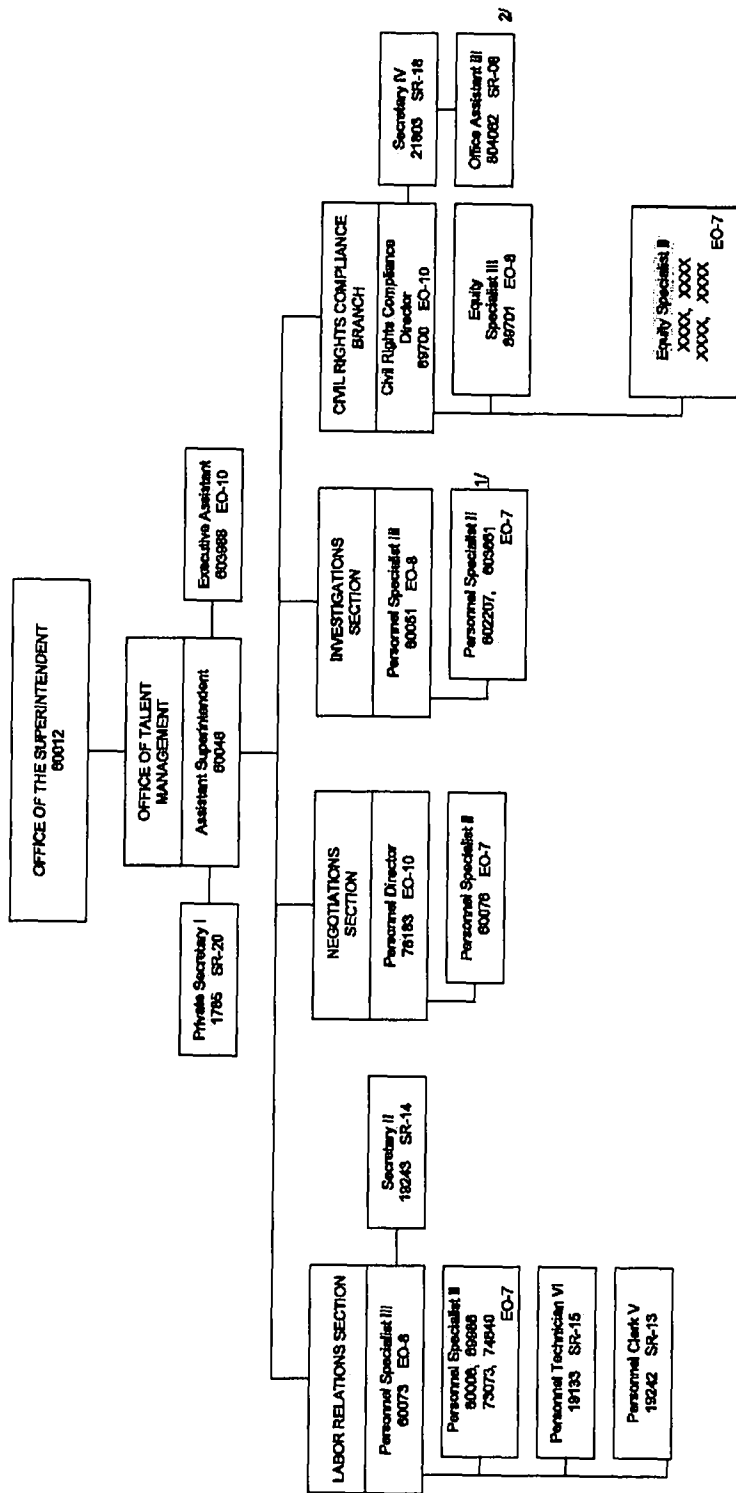 OFFICE OF THE SUPERINTENDENT
60012
OFFICE OF TALENT
MANAGEMENT
Assistant Superintendent
60048
Private Secretary I
1785 SR-20
Executive Assistant
603988 EO-10
LABOR RELATIONS SECTION
Personnel Specialist III
60073 EO-8
Secretary II
19243 SR-14
Personnel Specialist II
60006, 69986
73073, 74640
EO-7
Personnel Technician VI
19133 SR-15
Personnel Clerk V
19242 SR-13
NEGOTIATIONS
SECTION
Personnel Director
76183 EO-10
Personnel Specialist II
60076 EO-7
INVESTIGATIONS
SECTION
Personnel Specialist III
60051 EO-8
Personnel Specialist II
602207, 603661
EO-7
1/
CIVIL RIGHTS COMPLIANCE
BRANCH
Civil Rights Compliance
Director
69700 EO-10
Secretary IV
21803 SR-18
Office Assistant III
804062 SR-08
2/
Equity
Specialist III
69701 EO-8
Equity Specialist II
XXXX, XXXX
XXXX, XXXX
EO-7